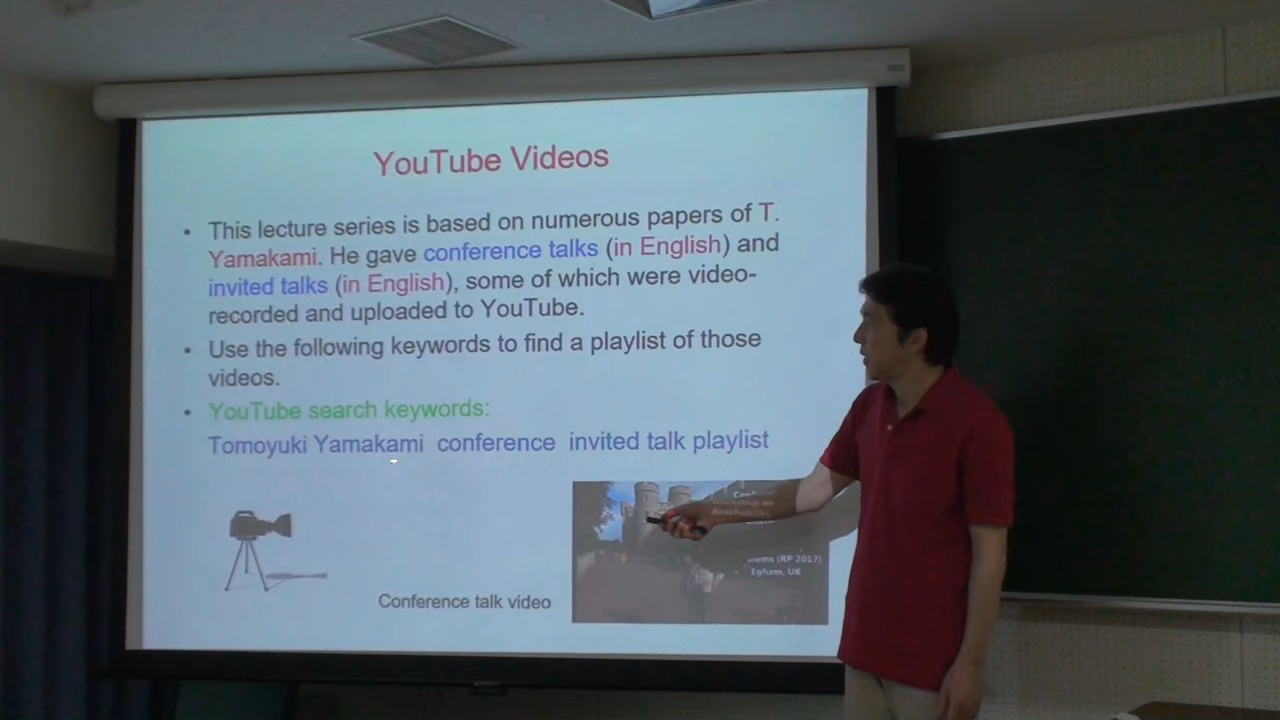 YouTube Videos
• This lecture series is based on numerous papers of T.
Yamakami. He gave conference talks (in English) and
invited talks (in English), some of which were video-
recorded and uploaded to YouTube.
• Use the following keywords to find a playlist of those
videos.
• YouTube search keywords:
Tomoyuki Yamakami conference invited talk playlist
(RP 2017)
Egham, UK
Conference talk video